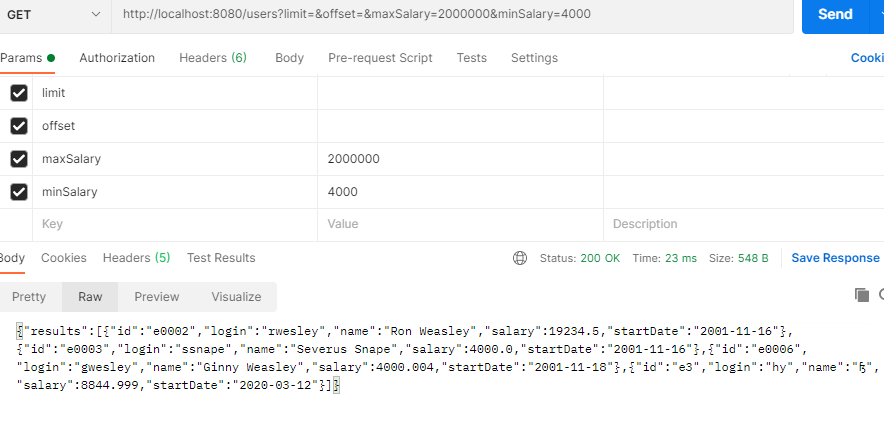 GET http://localhost:8080/users?limit=&offset=&maxSalary=2000000&minSalary=4000 Send
Params Authorization Headers (6) Body Pre-request Script Tests Settings Cooki
limit
offset
maxSalary 2000000
minSalary 4000
Key Value Description
Body Cookies Headers (5) Test Results Status: 200 OK Time: 23 ms Size: 548 B Save Response
Pretty Raw Preview Visualize
{"results":[{"id":"e0002","login":"rwesley","name":"Ron Weasley","salary":19234.5,"startDate":"2001-11-16"},
{"id":"e0003","login":"ssnape","name":"Severus Snape","salary":4000.0,"startDate":"2001-11-16"},{"id":"e0006",
"login":"gwesley","name":"Ginny Weasley","salary":4000.004,"startDate":"2001-11-18"},{"id":"e3","login":"hy","name":"
"salary":8844.999,"startDate":"2020-03-12"}]}